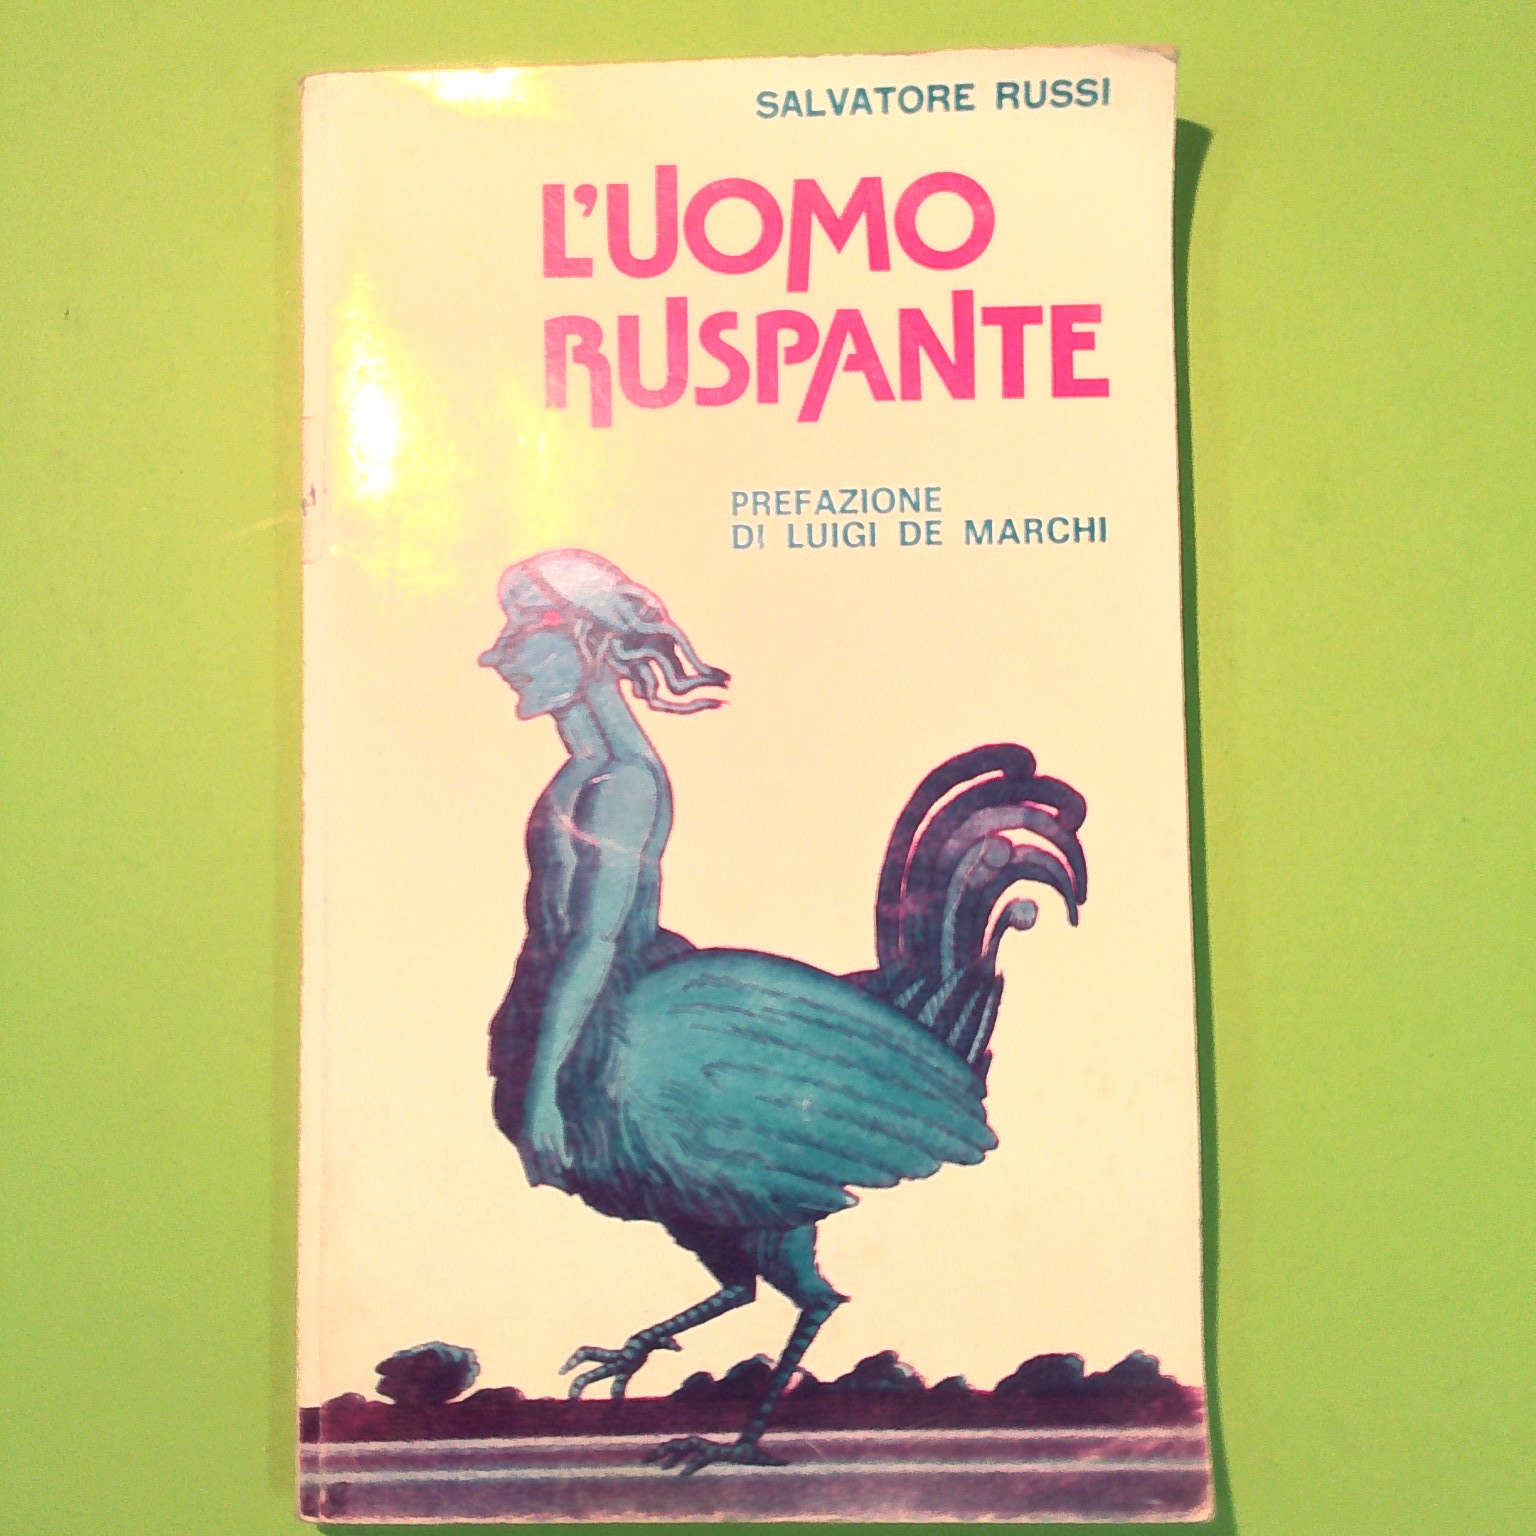 SALVATORE RUSSI
L'UOMO
RUSPANTE
PREFAZIONE
DI LUIGI DE MARCHI